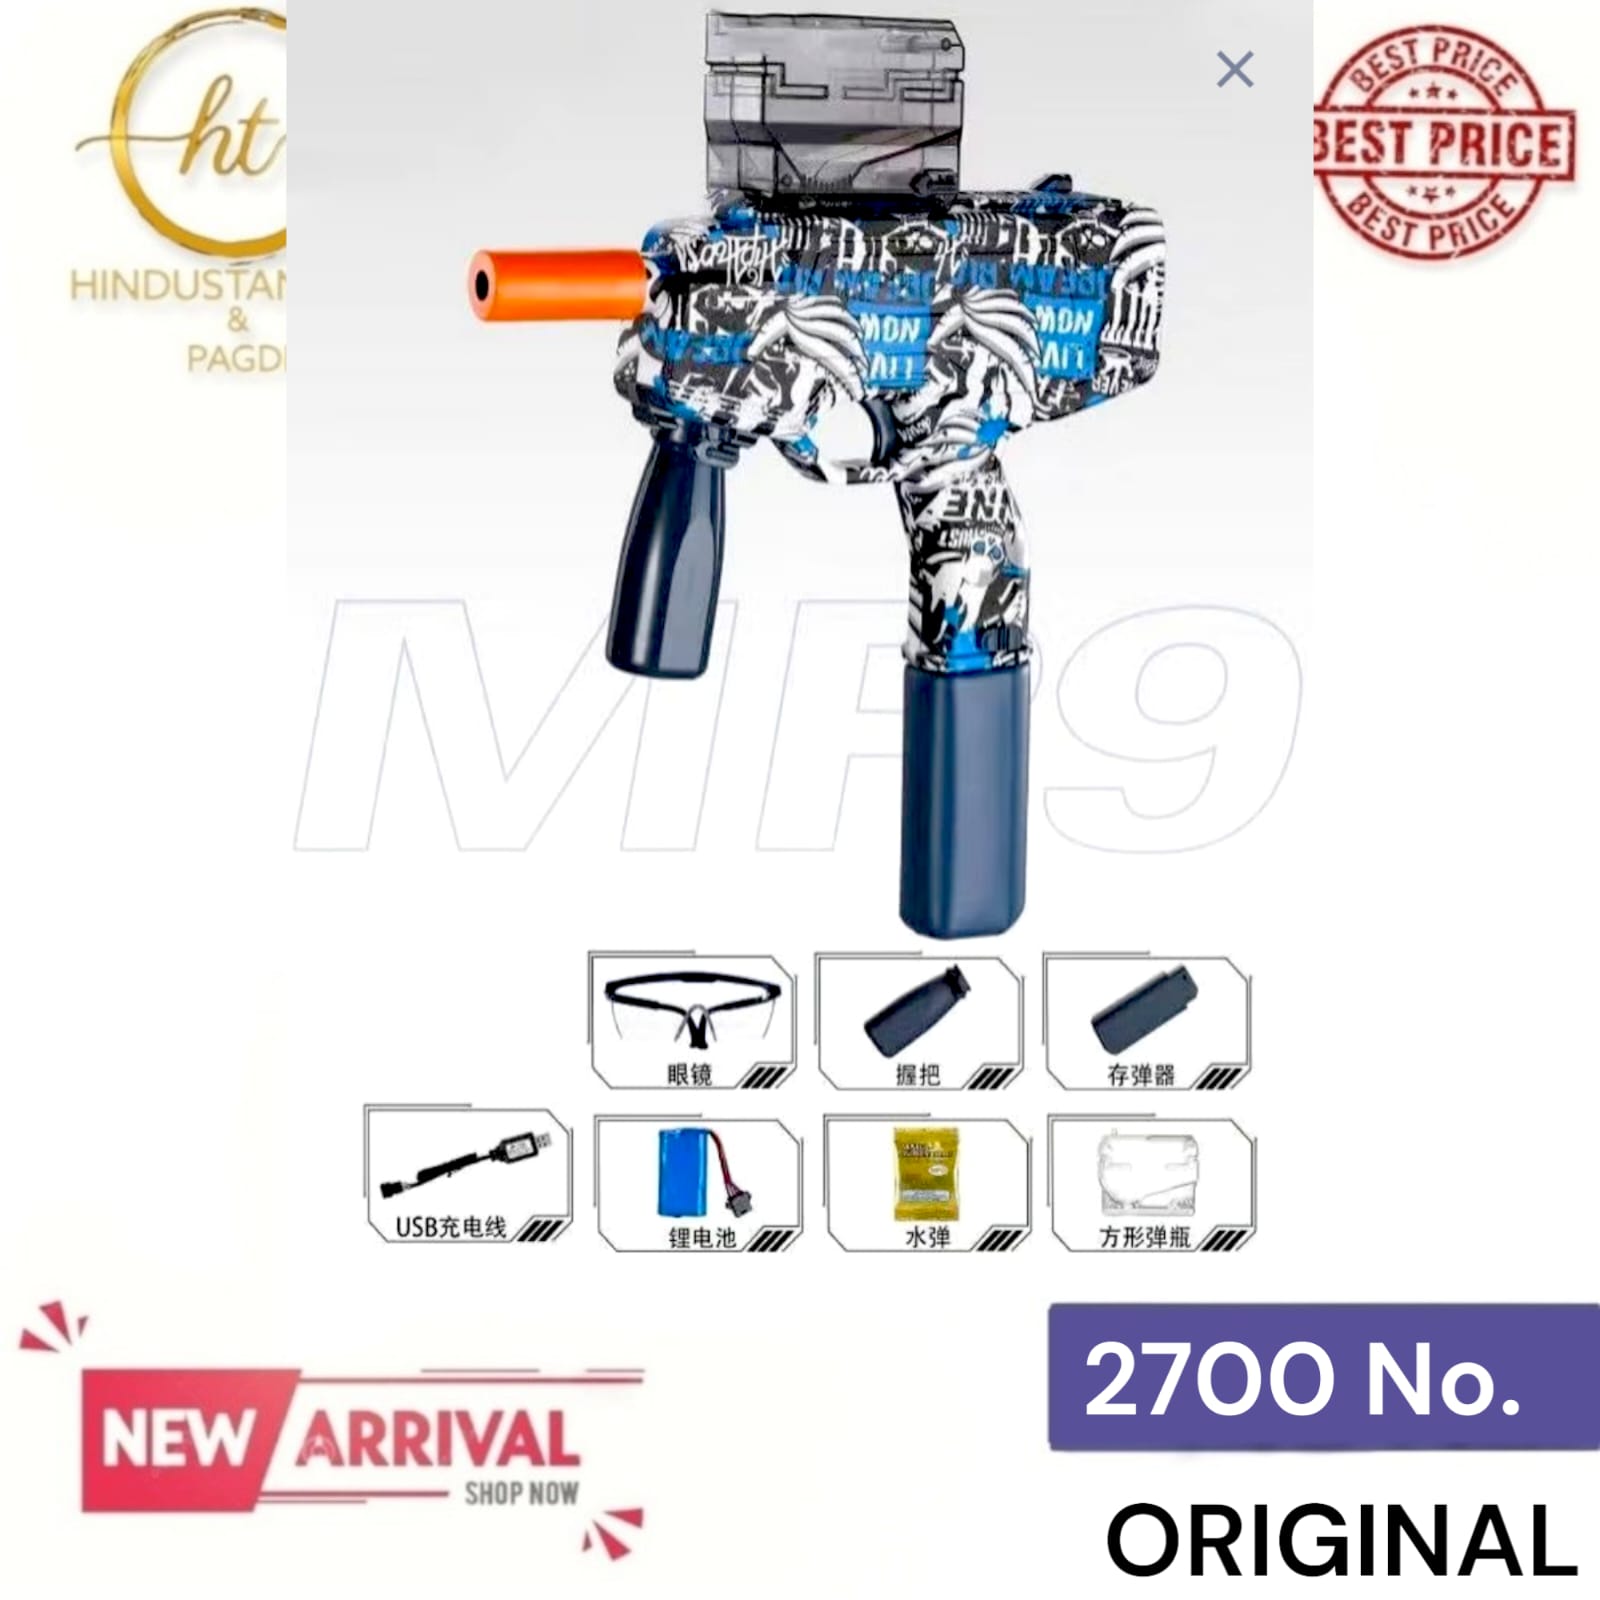 ht
HINDUSTAN
&
PAGD
BEST PRICE
BEST PRICE
BEST PRICE
MP9
眼镜
握把
存弹器
USB充电线
锂电池
水弹
方形弹瓶
NEW ARRIVAL
SHOP NOW
2700 No.
ORIGINAL